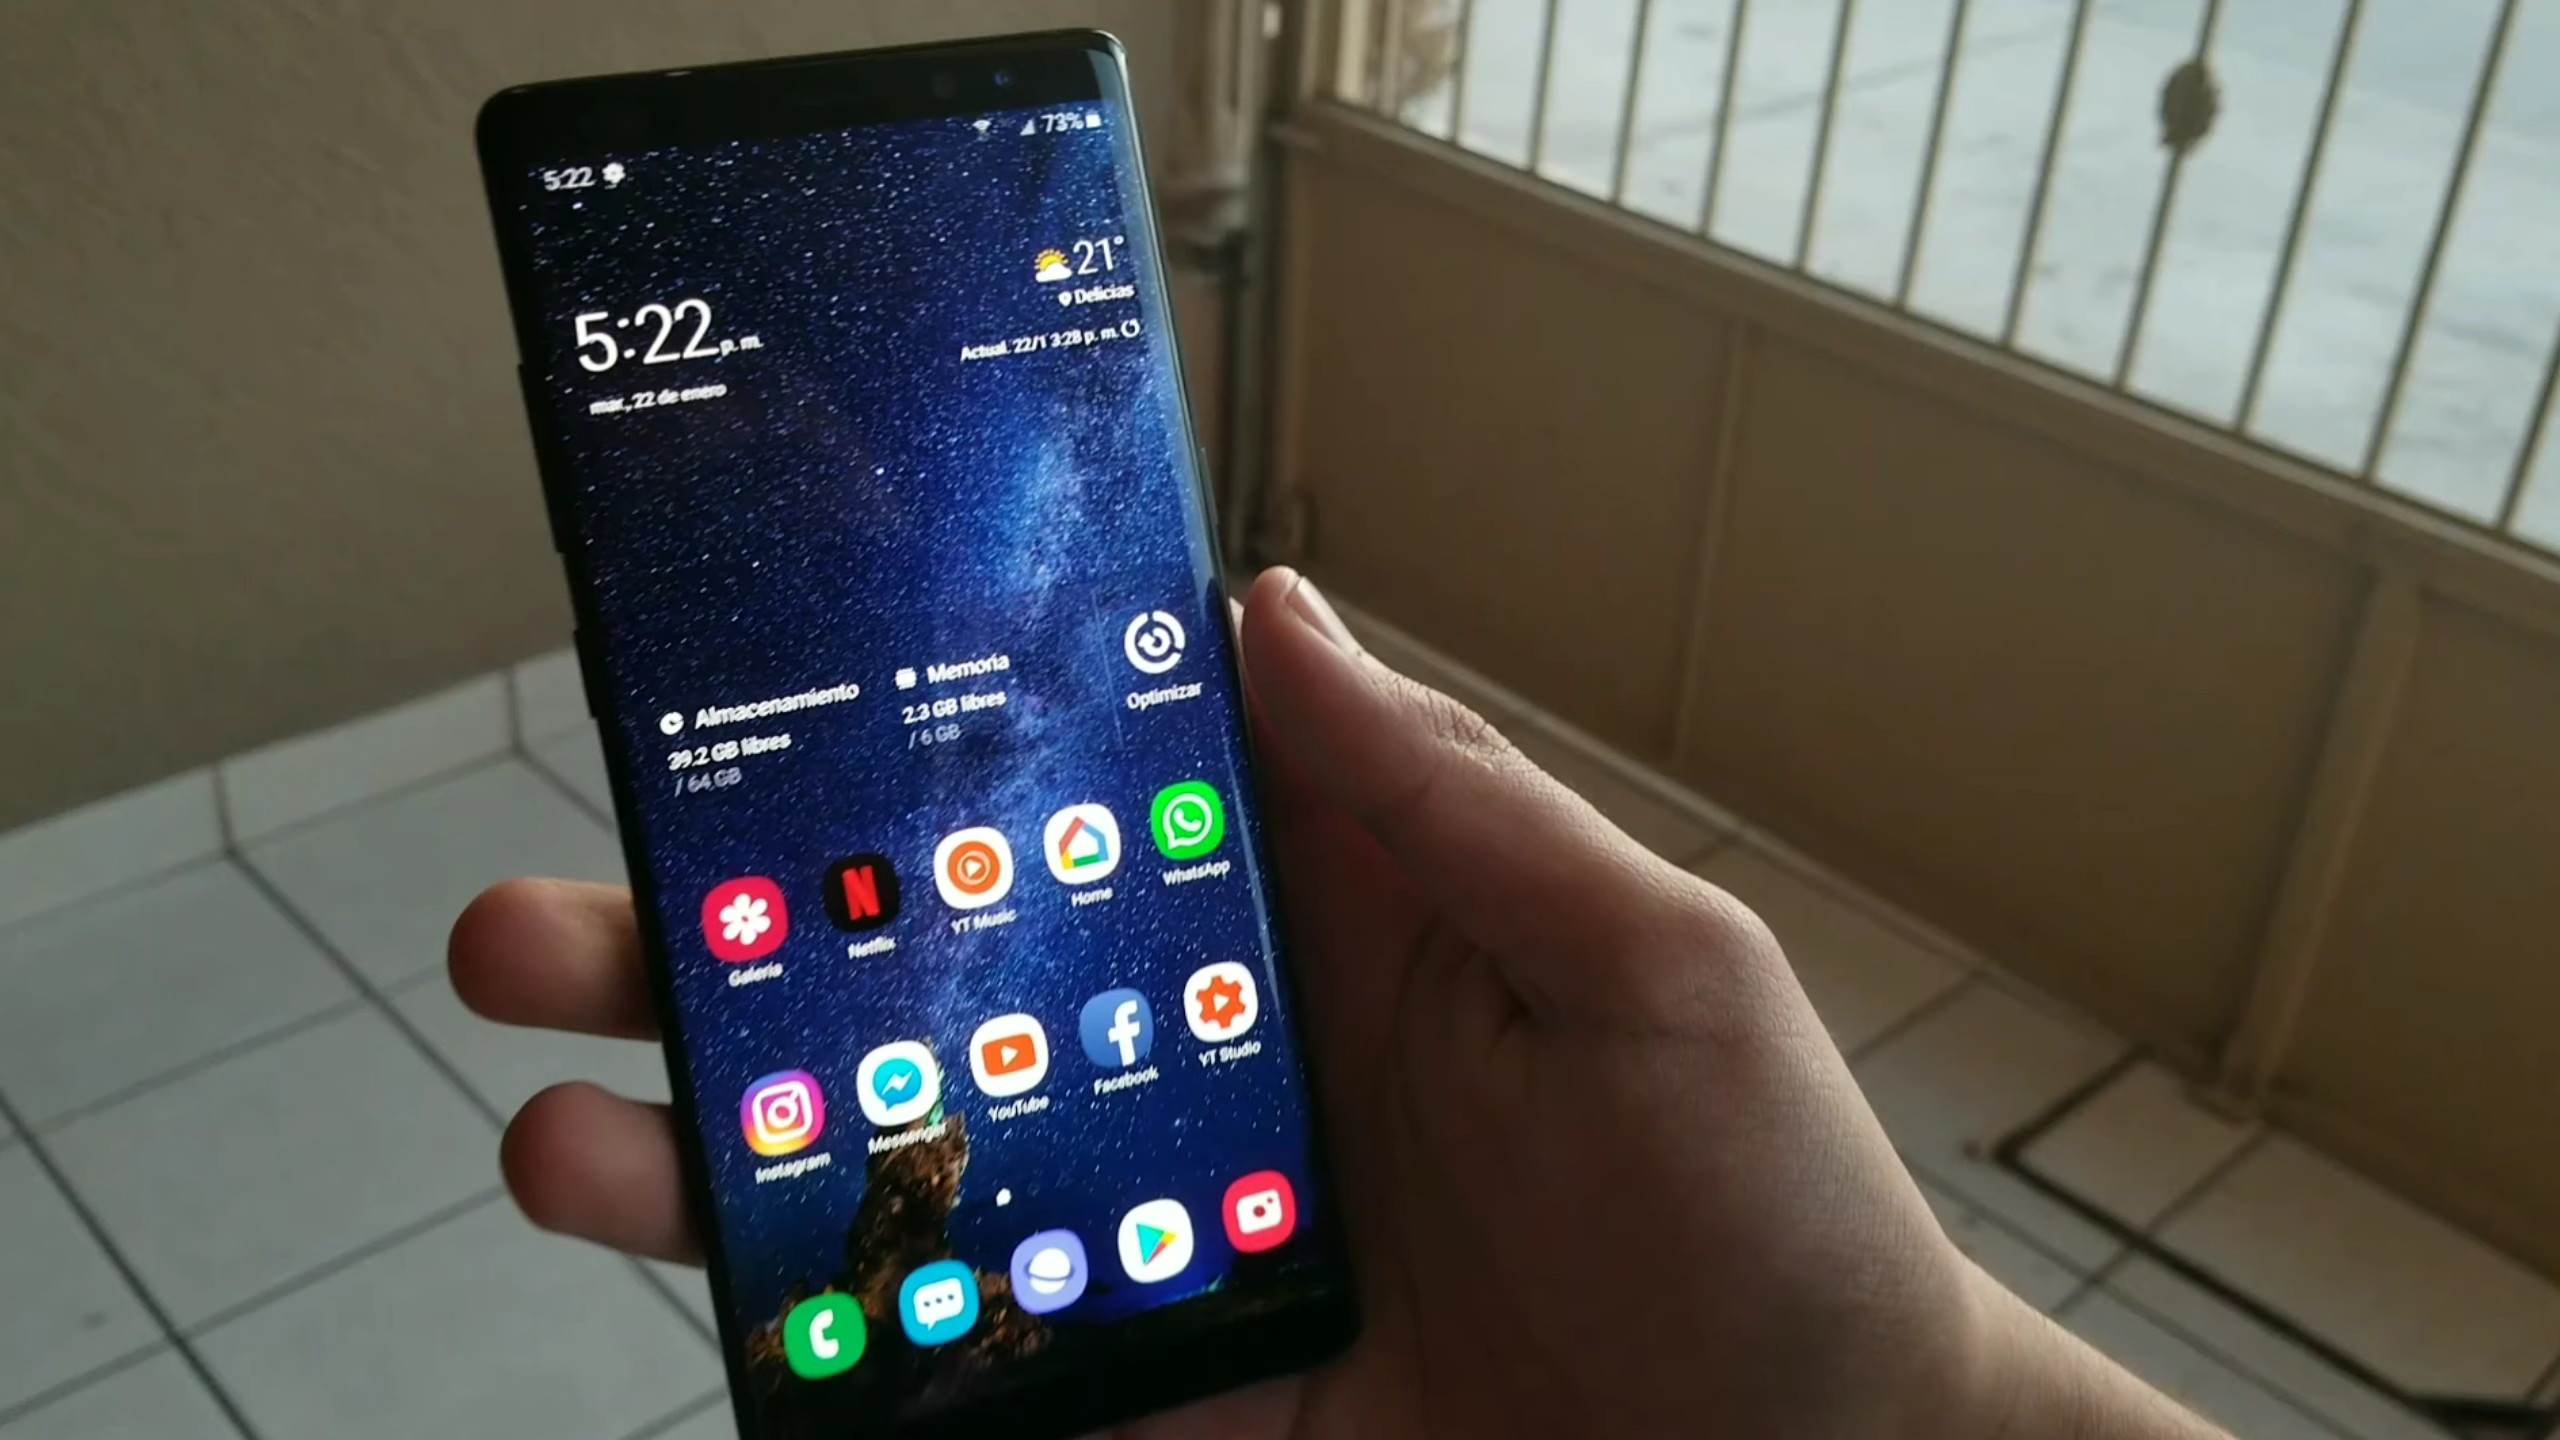 5:22
73%
21°
Delicias
Actual. 22/1 3:28 p. m.
5:22 p. m.
mar., 22 de enero
Almacenamiento
39.2 GB libres
/ 64 GB
Memoria
2.3 GB libres
/ 6 GB
Optimizar
Galería
Netflix
YT Music
Home
WhatsApp
Instagram
Messenger
YouTube
Facebook
YT Studio